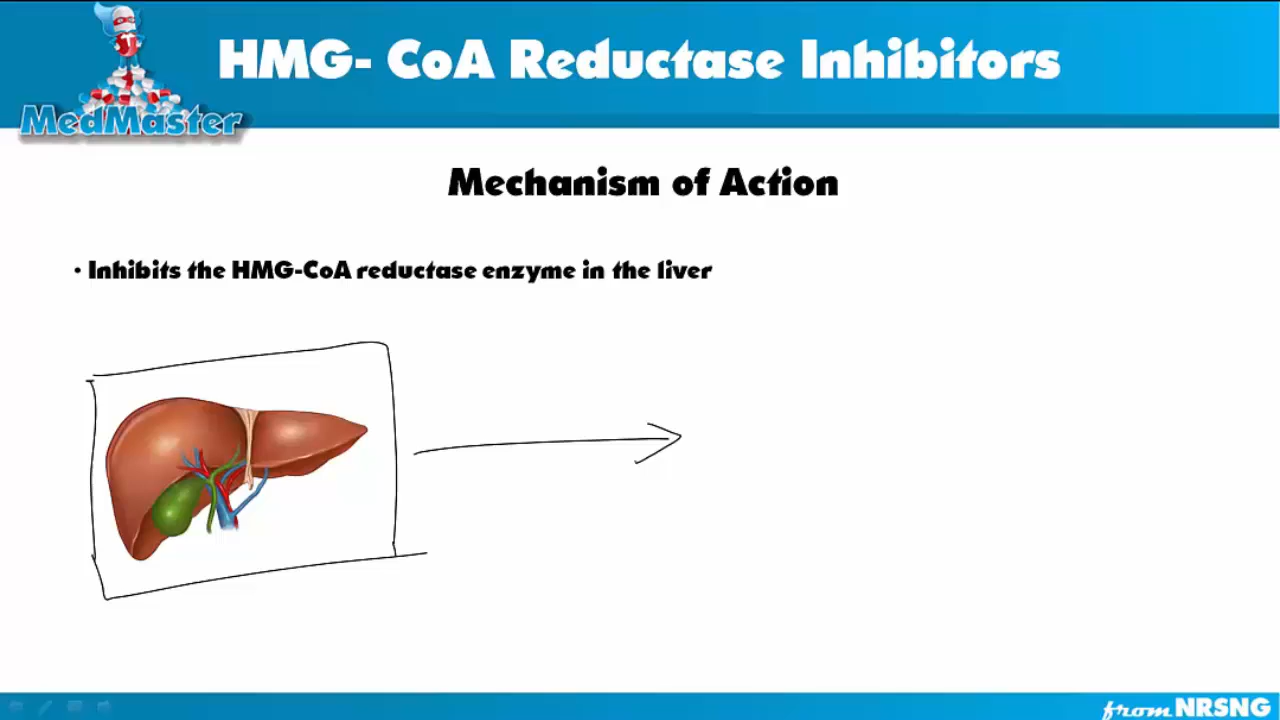 HMG- CoA Reductase Inhibitors
MedMaster
Mechanism of Action
• Inhibits the HMG-CoA reductase enzyme in the liver
from NRSNG